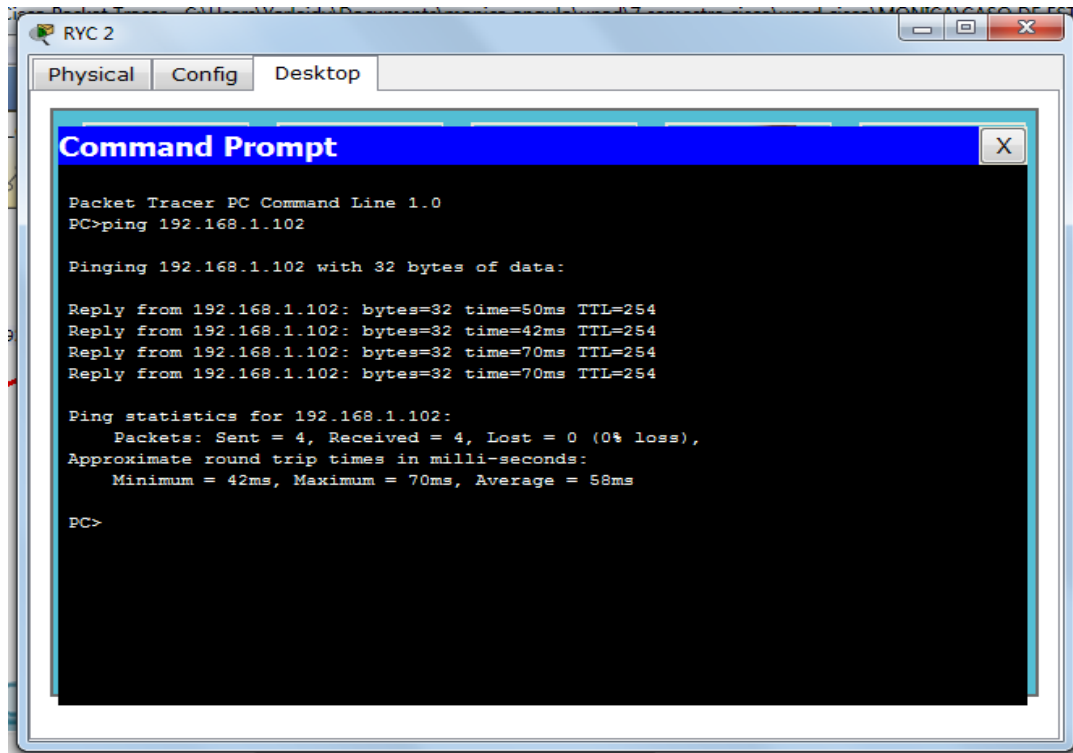 RYC 2
Physical Config Desktop
Command Prompt
X
Packet Tracer PC Command Line 1.0
PC>ping 192.168.1.102
Pinging 192.168.1.102 with 32 bytes of data:
Reply from 192.168.1.102: bytes=32 time=50ms TTL=254
Reply from 192.168.1.102: bytes=32 time=42ms TTL=254
Reply from 192.168.1.102: bytes=32 time=70ms TTL=254
Reply from 192.168.1.102: bytes=32 time=70ms TTL=254
Ping statistics for 192.168.1.102:
Packets: Sent = 4, Received = 4, Lost = 0 (0% loss),
Approximate round trip times in milli-seconds:
Minimum = 42ms, Maximum = 70ms, Average = 58ms
PC>